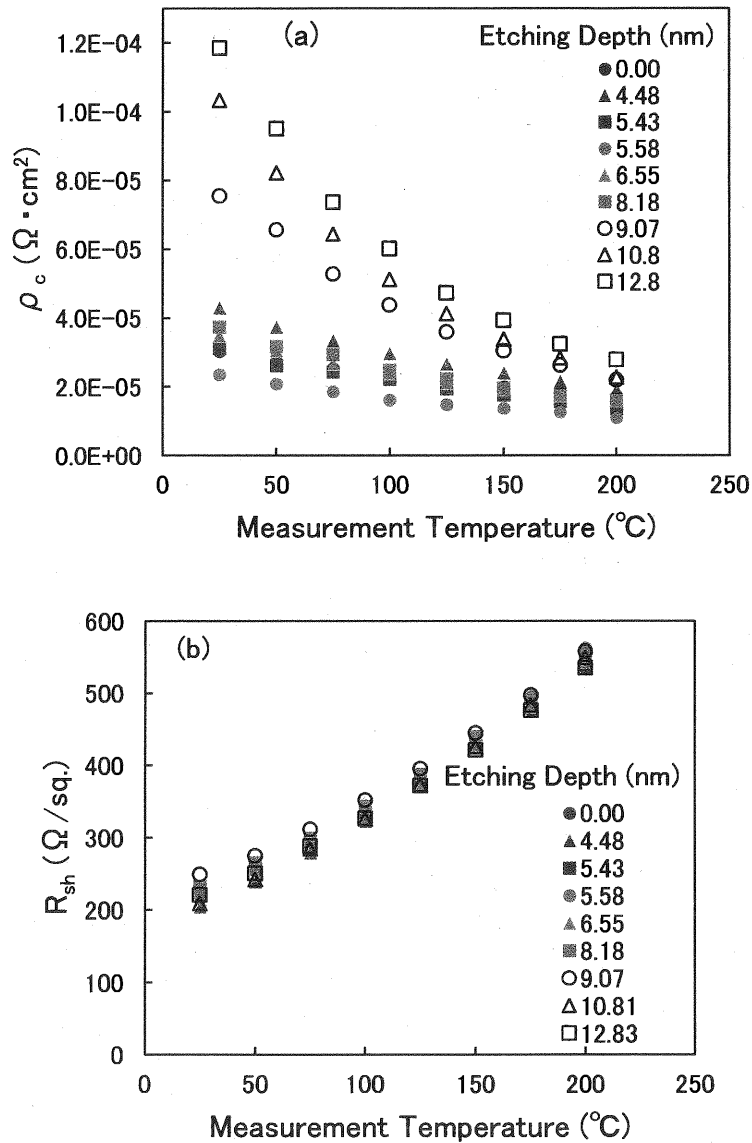 (a)
Etching Depth (nm)
0.00
4.48
5.43
5.58
6.55
8.18
9.07
10.8
12.8
1.2E-04
1.0E-04
8.0E-05
6.0E-05
4.0E-05
2.0E-05
0.0E+00
ρc (Ω・cm²)
0 50 100 150 200 250
Measurement Temperature (℃)
(b)
600
500
400
300
200
100
0
Rsh (Ω/sq.)
Etching Depth (nm)
0.00
4.48
5.43
5.58
6.55
8.18
9.07
10.81
12.83
0 50 100 150 200 250
Measurement Temperature (℃)